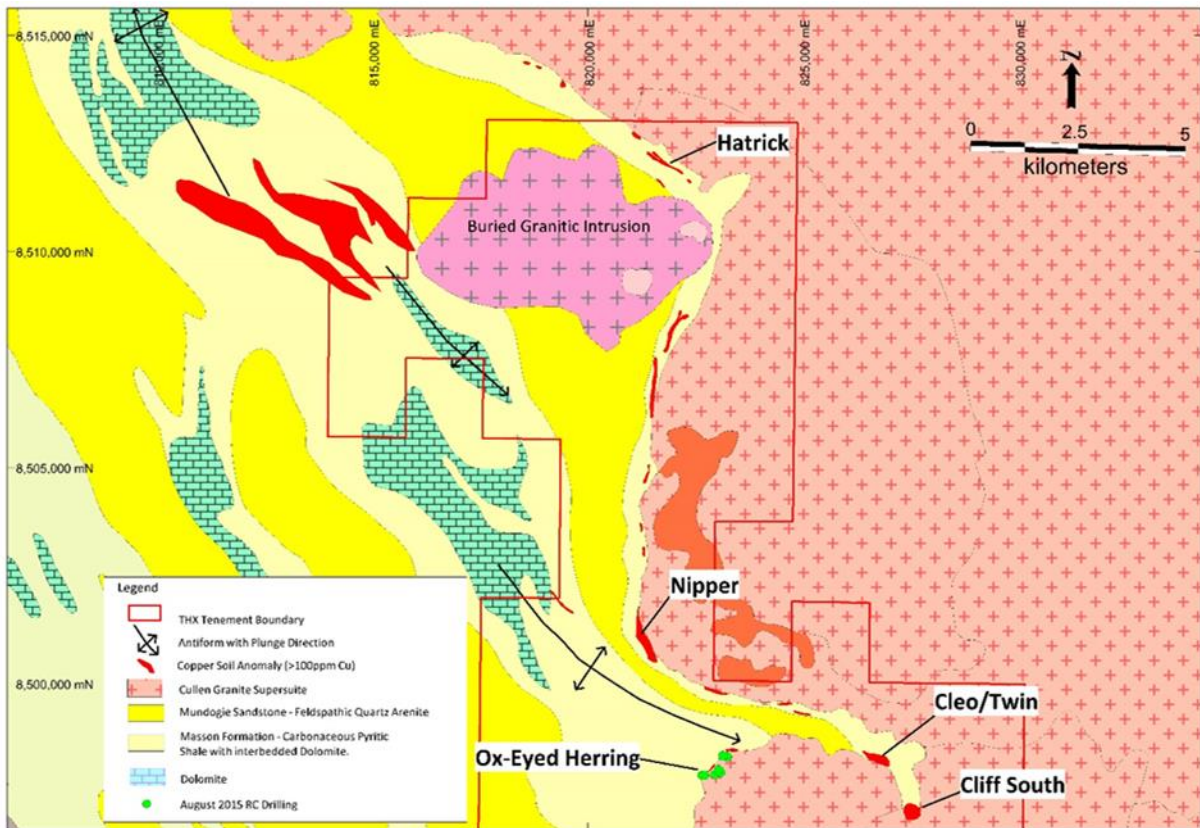 8,515,000 mN
810,000 mE
815,000 mE
820,000 mE
825,000 mE
830,000 mE
N
0 2.5 5
kilometers
Hatrick
Buried Granitic Intrusion
8,510,000 mN
8,505,000 mN
Nipper
8,500,000 mN
Cleo/Twin
Ox-Eyed Herring
Cliff South
Legend
THX Tenement Boundary
Antiform with Plunge Direction
Copper Soil Anomaly (>100ppm Cu)
Cullen Granite Supersuite
Mundogie Sandstone - Feldspathic Quartz Arenite
Masson Formation - Carbonaceous Pyritic
Shale with interbedded Dolomite.
Dolomite
August 2015 RC Drilling